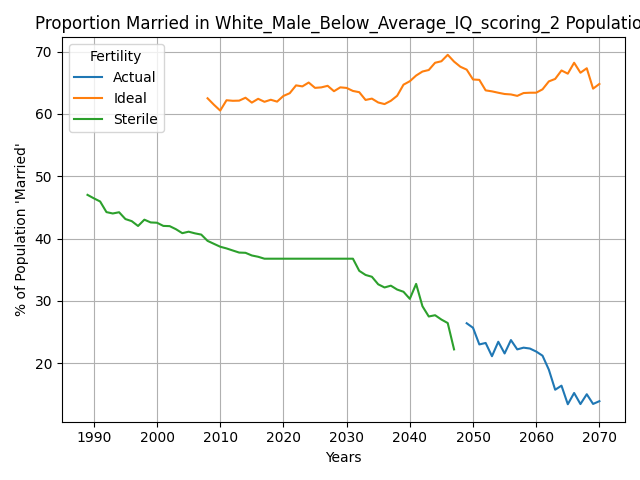 Proportion Married in White_Male_Below_Average_IQ_scoring_2 Populatio
Fertility
Actual
Ideal
Sterile
% of Population 'Married'
70
60
50
40
30
20
1990 2000 2010 2020 2030 2040 2050 2060 2070
Years